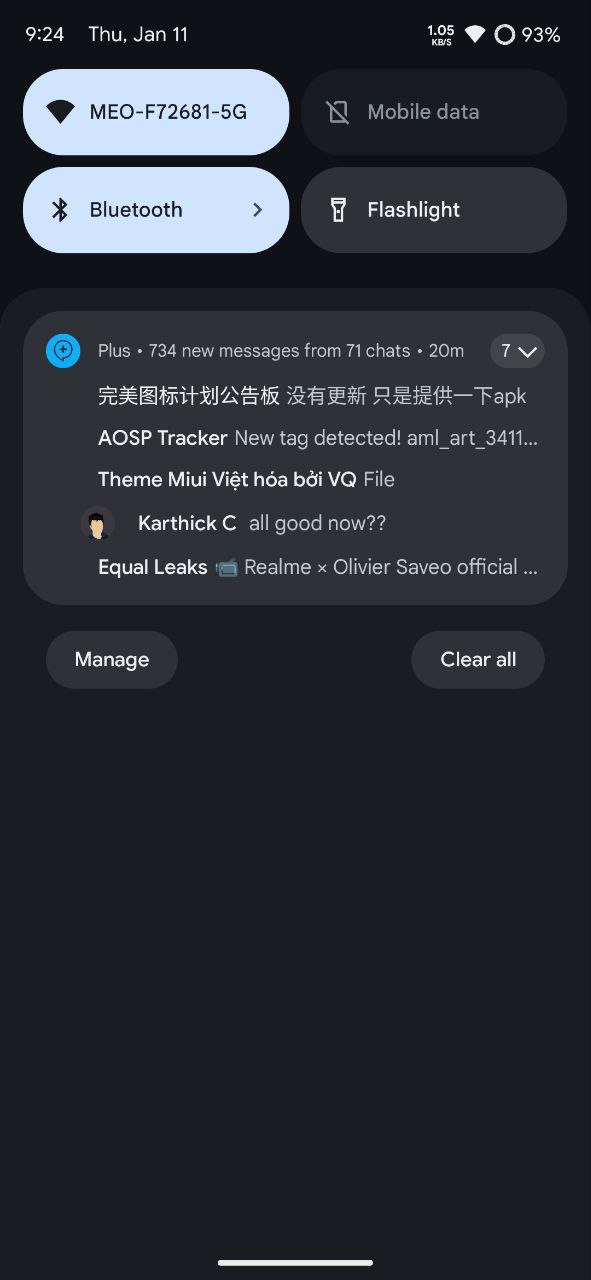 9:24 Thu, Jan 11 1.05 KB/S 93%
MEO-F72681-5G Mobile data
Bluetooth Flashlight
Plus • 734 new messages from 71 chats • 20m 7
完美图标计划公告板 没有更新 只是提供一下apk
AOSP Tracker New tag detected! aml_art_3411...
Theme Miui Việt hóa bởi VQ File
Karthick C all good now??
Equal Leaks 📹 Realme × Olivier Saveo official ...
Manage Clear all